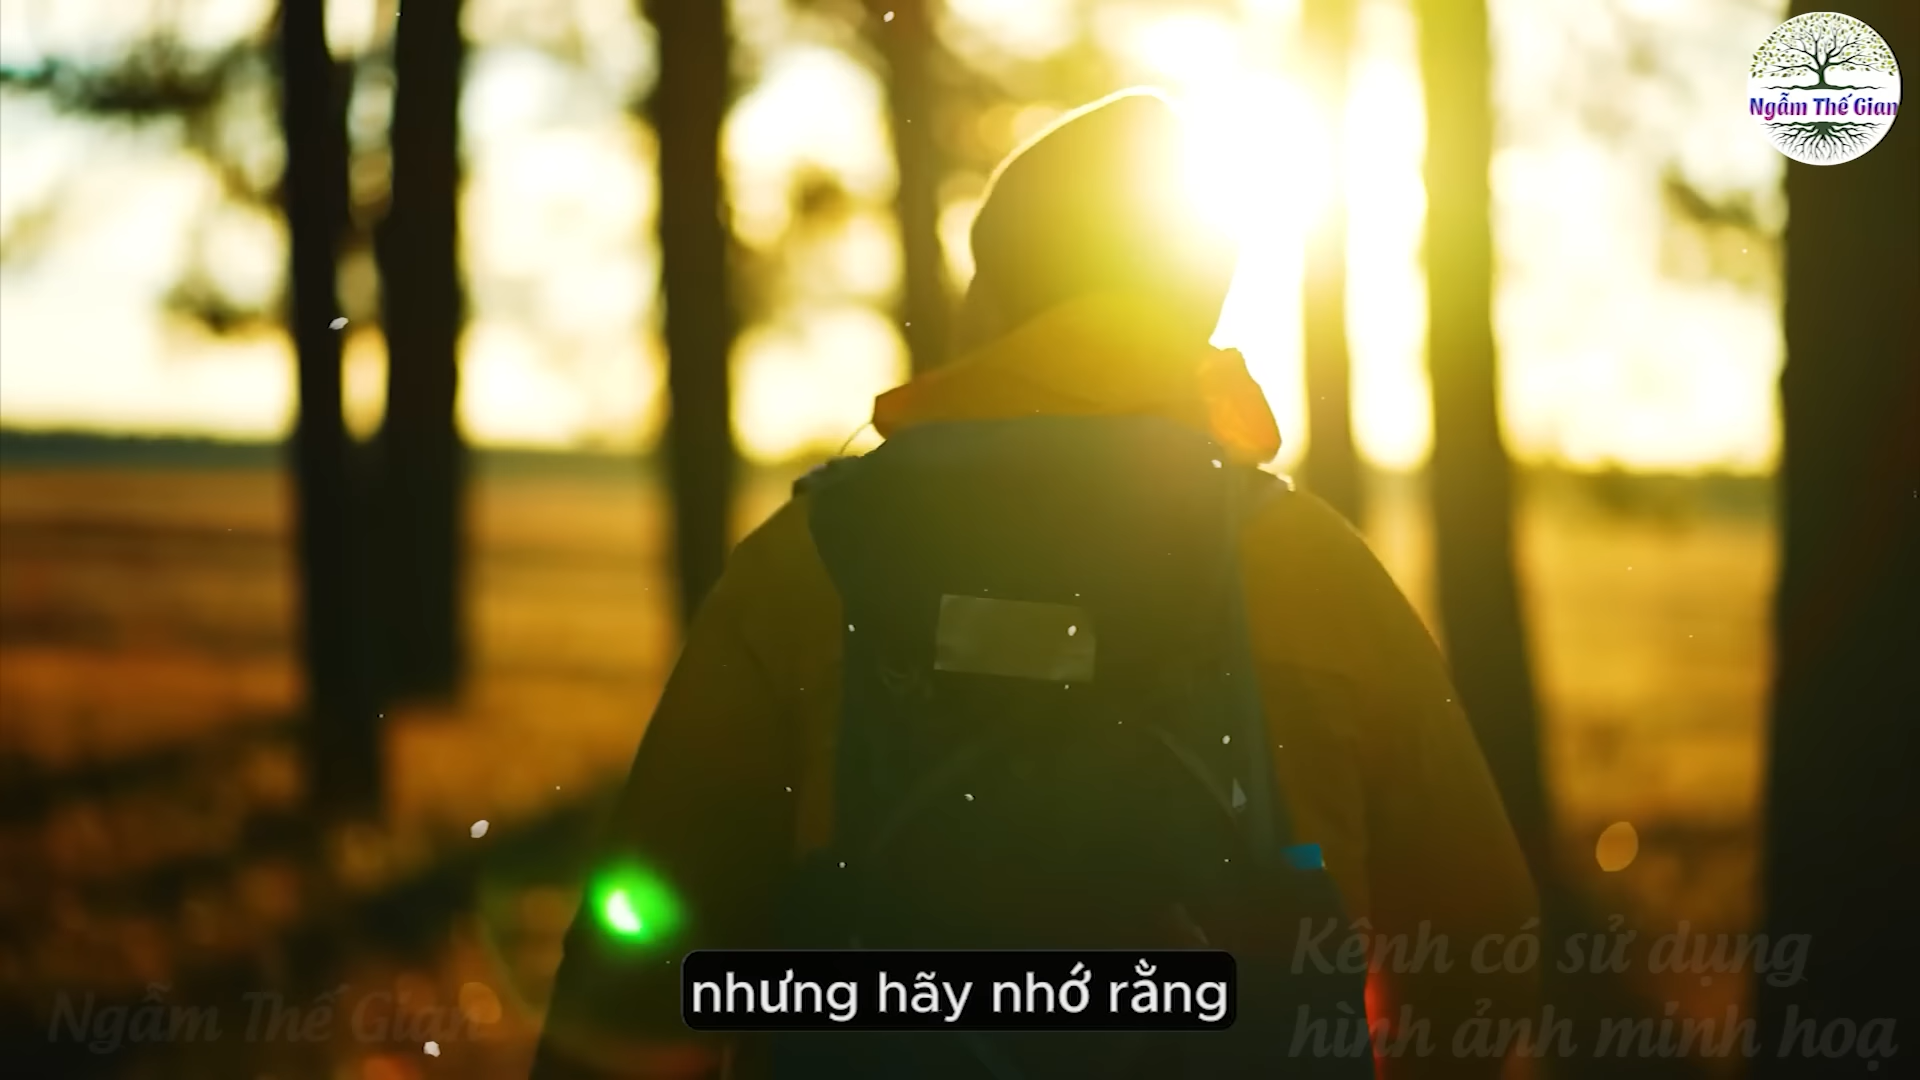 Ngẫm Thế Gian
nhưng hãy nhớ rằng
Kênh có sử dụng
hình ảnh minh hoạ
Ngẫm Thế Gian